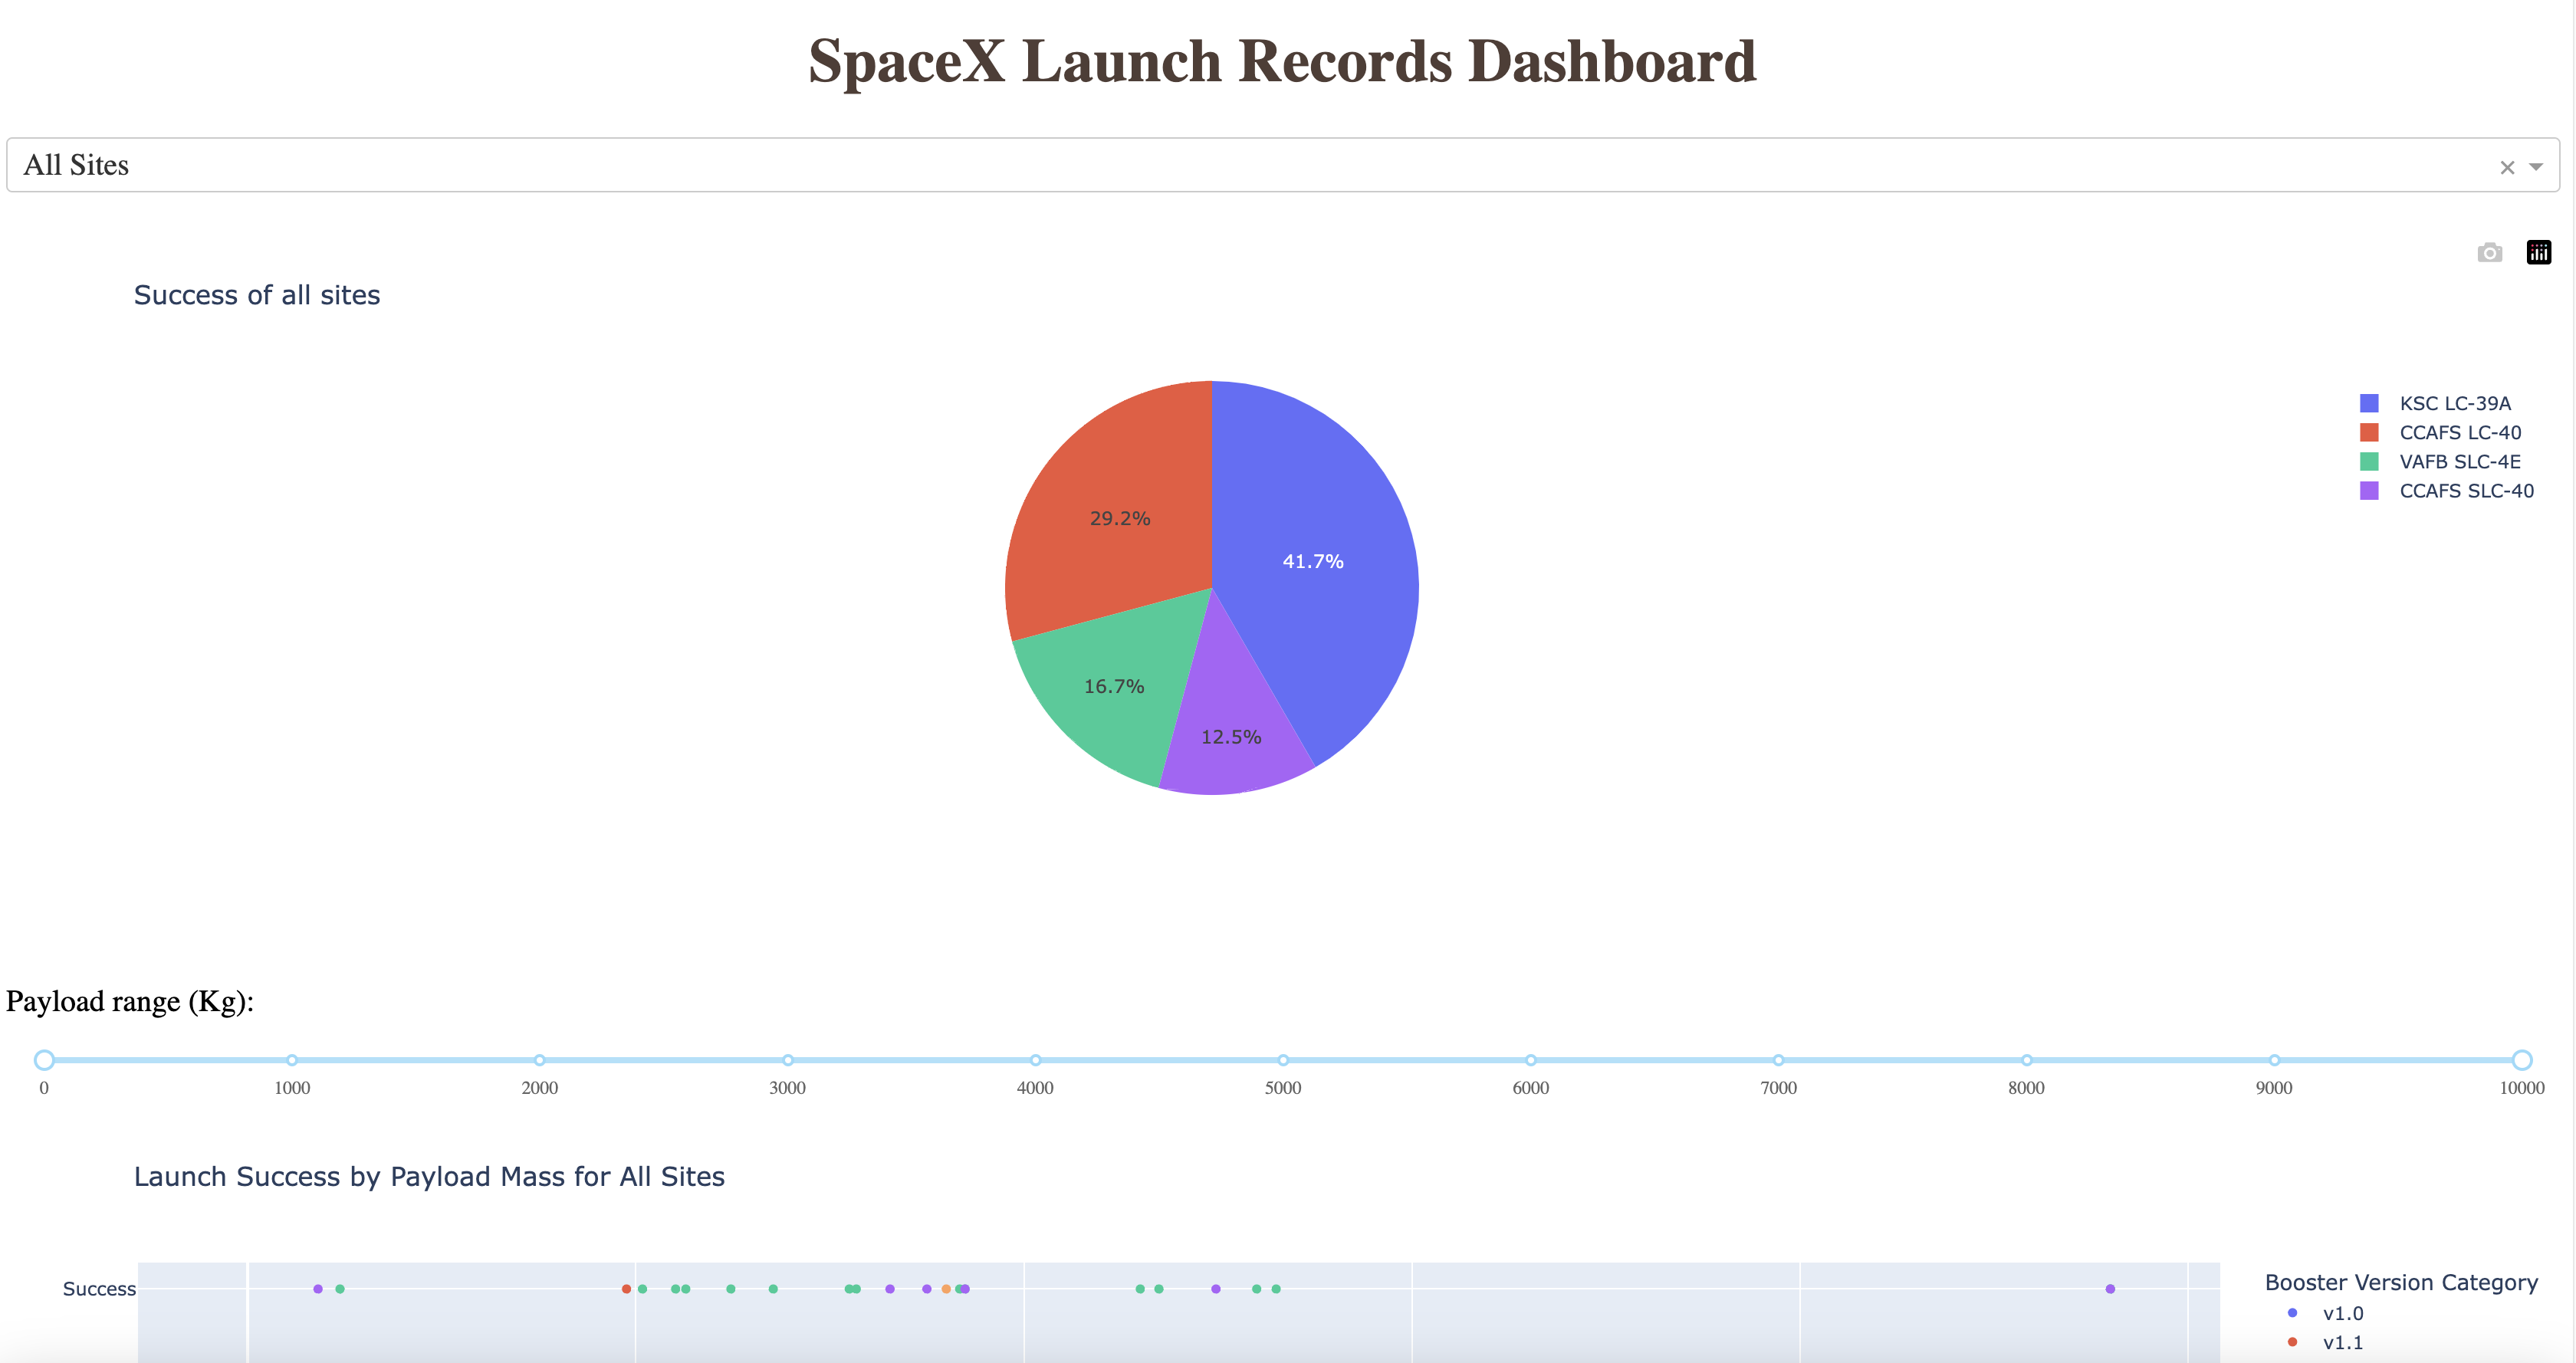 SpaceX Launch Records Dashboard
All Sites
Success of all sites
KSC LC-39A
CCAFS LC-40
VAFB SLC-4E
CCAFS SLC-40
29.2%
41.7%
16.7%
12.5%
Payload range (Kg):
0 1000 2000 3000 4000 5000 6000 7000 8000 9000 10000
Launch Success by Payload Mass for All Sites
Success
Booster Version Category
v1.0
v1.1